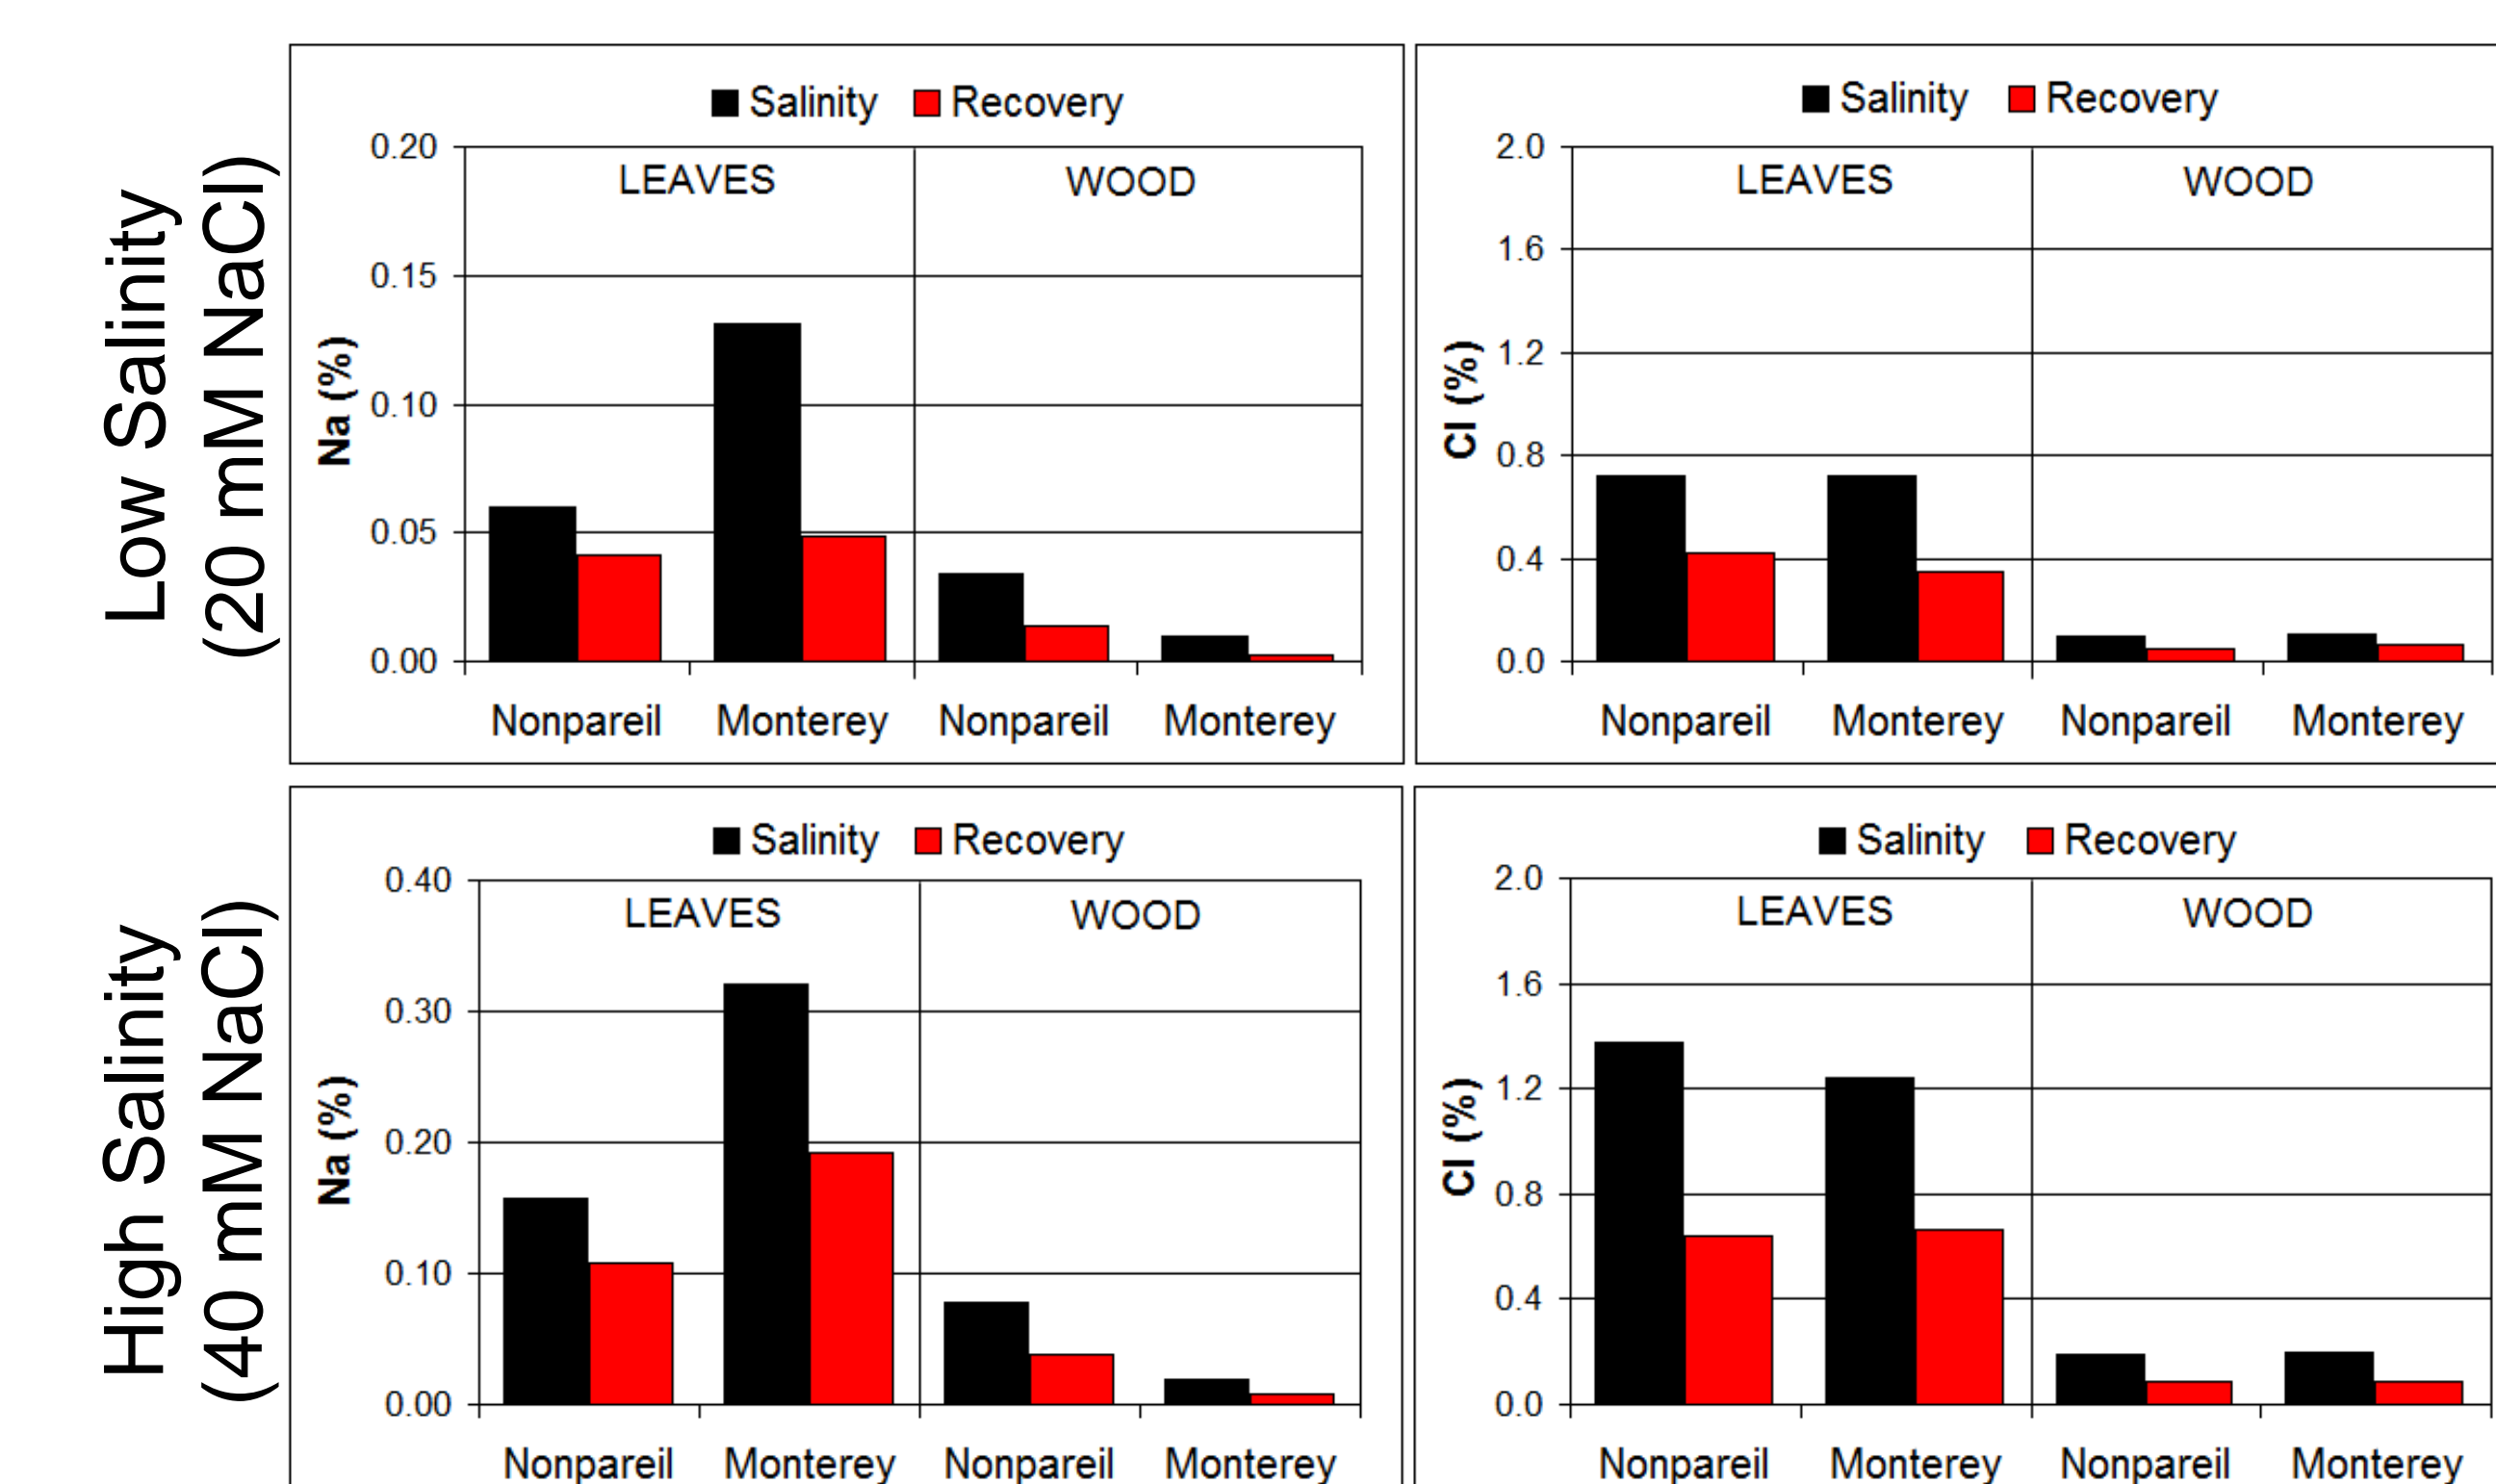 Low Salinity
(20 mM NaCl)
Salinity Recovery
0.20
LEAVES WOOD
0.15
Na (%)
0.10
0.05
0.00
Nonpareil Monterey Nonpareil Monterey
Salinity Recovery
2.0
LEAVES WOOD
1.6
1.2
Cl (%)
0.8
0.4
0.0
Nonpareil Monterey Nonpareil Monterey
High Salinity
(40 mM NaCl)
Salinity Recovery
0.40
LEAVES WOOD
0.30
Na (%)
0.20
0.10
0.00
Nonpareil Monterey Nonpareil Monterey
Salinity Recovery
2.0
LEAVES WOOD
1.6
1.2
Cl (%)
0.8
0.4
0.0
Nonpareil Monterey Nonpareil Monterey